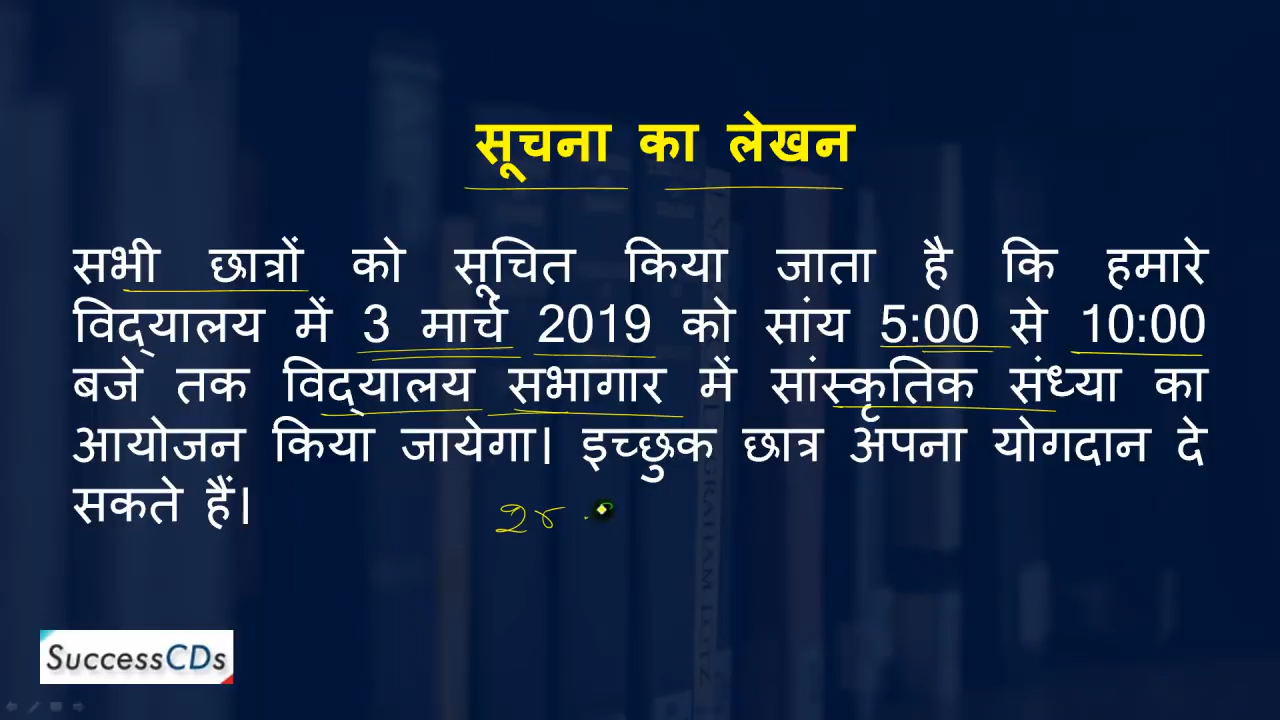 सूचना का लेखन
सभी छात्रों को सूचित किया जाता है कि हमारे
विद्यालय में 3 मार्च 2019 को सांय 5:00 से 10:00
बजे तक विद्यालय सभागार में सांस्कृतिक संध्या का
आयोजन किया जायेगा। इच्छुक छात्र अपना योगदान दे
सकते हैं।
SuccessCDs